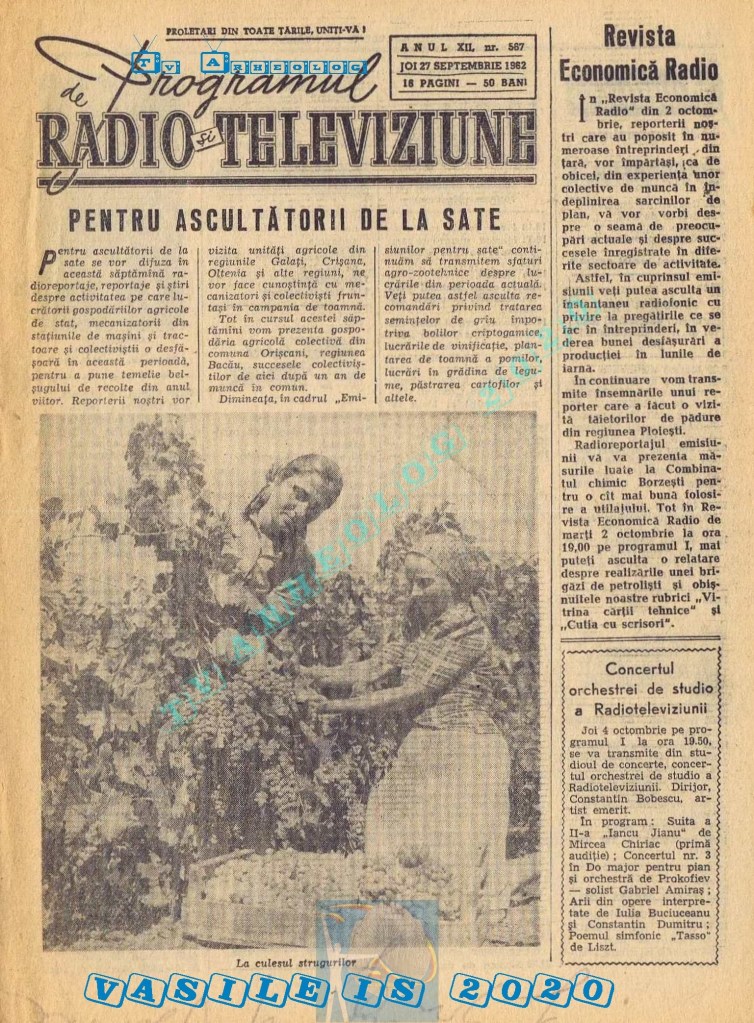 PROLETARI DIN TOATE ȚĂRILE, UNIȚI-VĂ !
TV ARHEOLOG
Programul
de
RADIO și TELEVIZIUNE
ANUL XII, nr. 567
JOI 27 SEPTEMBRIE 1962
16 PAGINI — 50 BANI
PENTRU ASCULTĂTORII DE LA SATE
Pentru ascultătorii de la
sate se vor difuza în
această săptămînă ra-
dioreportaje, reportaje și știri
despre activitatea pe care lu-
crătorii gospodăriilor agricole
de stat, mecanizatorii din
stațiunile de mașini și trac-
toare și colectiviștii o desfă-
șoară în această perioadă,
pentru a pune temelie bel-
șugului de recolte din anul
viitor. Reporterii noștri vor
vizita unități agricole din
regiunile Galați, Crișana,
Oltenia și alte regiuni, ne
vor face cunoștință cu me-
canizatori și colectiviști frun-
tași în campania de toamnă.
Tot în cursul acestei săp-
tămîni vom prezenta gospo-
dăria agricolă colectivă din
comuna Orișcani, regiunea
Bacău, succesele colectiviș-
tilor de aici după un an de
muncă în comun.
Dimineața, în cadrul „Emi-
siunilor pentru sate“ conti-
nuăm să transmitem sfaturi
agro-zootehnice despre lu-
crările din perioada actuală.
Veți putea astfel asculta re-
comandări privind tratarea
semințelor de grîu împo-
triva bolilor criptogamice,
lucrările de vinificație, plan-
tarea de toamnă a pomilor,
lucrări în grădina de legu-
me, păstrarea cartofilor și
altele.
TV ARHEOLOG 2020
La culesul strugurilor
Revista
Economică Radio
În „Revista Economică
Radio“ din 2 octom-
brie, reporterii noș-
tri care au poposit în nu-
meroase întreprinderi din
țară, vor împărtăși, ca de
obicei, din experiența unor
colective de muncă în în-
deplinirea sarcinilor de
plan, vă vor vorbi des-
pre o seamă de preocu-
pări actuale și despre suc-
cesele înregistrate în dife-
rite sectoare de activitate.
Astfel, în cuprinsul emi-
siunii veți putea asculta un
instantaneu radiofonic cu
privire la pregătirile ce se
fac în întreprinderi, în ve-
derea bunei desfășurări a
producției în lunile de
iarnă.
În continuare vom trans-
mite însemnările unui re-
porter care a făcut o vizi-
tă tăietorilor de pădure
din regiunea Ploiești.
Radioreportajul emisiu-
nii vă va prezenta mă-
surile luate la Combina-
tul chimic Borzești pen-
tru o cît mai bună folosi-
re a utilajului. Tot în Re-
vista Economică Radio de
marți 2 octombrie la ora
19,00 pe programul I, mai
puteți asculta o relatare
despre realizările unei bri-
găzi de petroliști și obiș-
nuitele noastre rubrici „Vi-
trina cărții tehnice“ și
„Cutia cu scrisori“.
Concertul
orchestrei de studio
a Radioteleviziunii
Joi 4 octombrie pe pro-
gramul I la ora 19.50,
se va transmite din stu-
dioul de concerte, concer-
tul orchestrei de studio a
Radioteleviziunii. Dirijor,
Constantin Bobescu, ar-
tist emerit.
În program : Suita a
II-a „Iancu Jianu“ de
Mircea Chiriac (primă
audiție) ; Concertul nr. 3
în Do major pentru pian
și orchestră de Prokofiev
— solist Gabriel Amiraș ;
Arii din opere interpre-
tate de Iulia Buciuceanu
și Constantin Dumitru ;
Poemul simfonic „Tasso“
de Liszt.
VASILE IS 2020